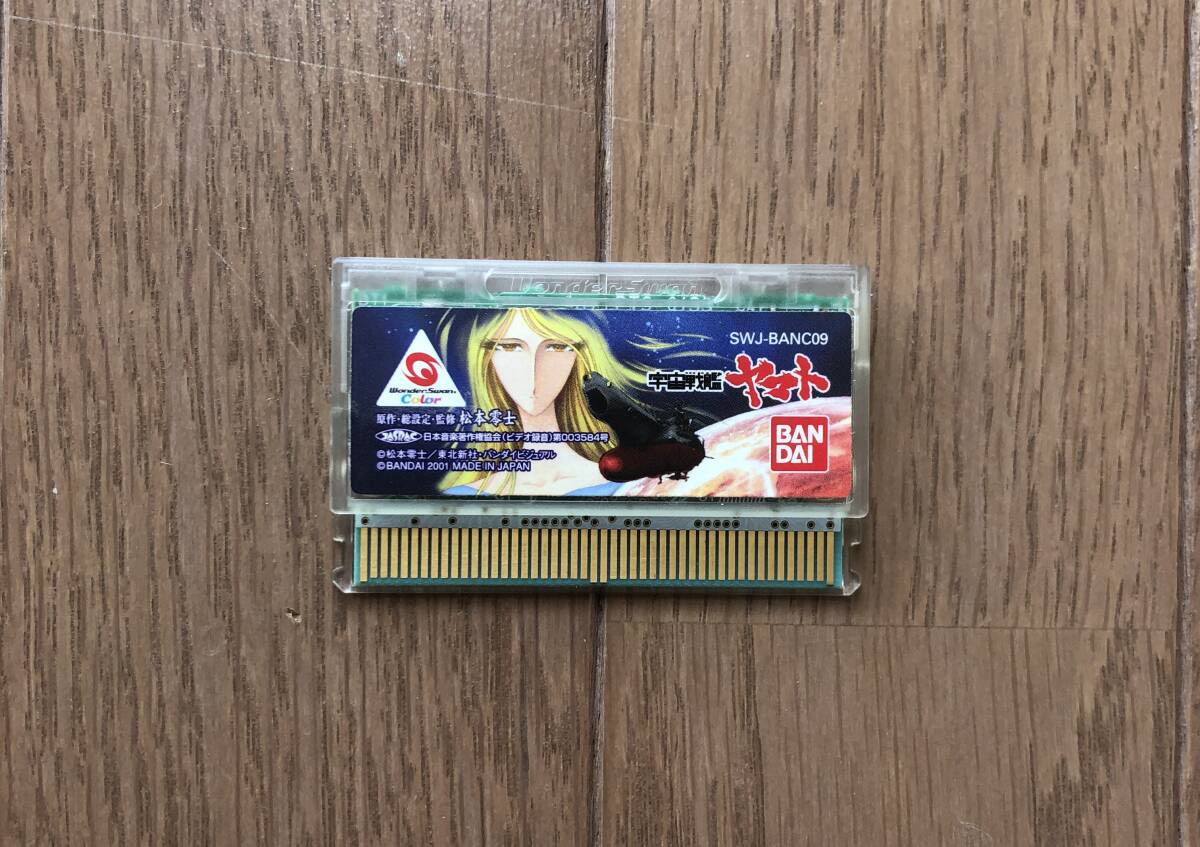 WonderSwan
SWJ-BANC09
宇宙戦艦 ヤマト
WonderSwan
Color
原作・総設定・監修 松本零士
JASRAC 日本音楽著作権協会(ビデオ録音)第003584号
©松本零士/東北新社・バンダイビジュアル
©BANDAI 2001 MADE IN JAPAN
BAN
DAI